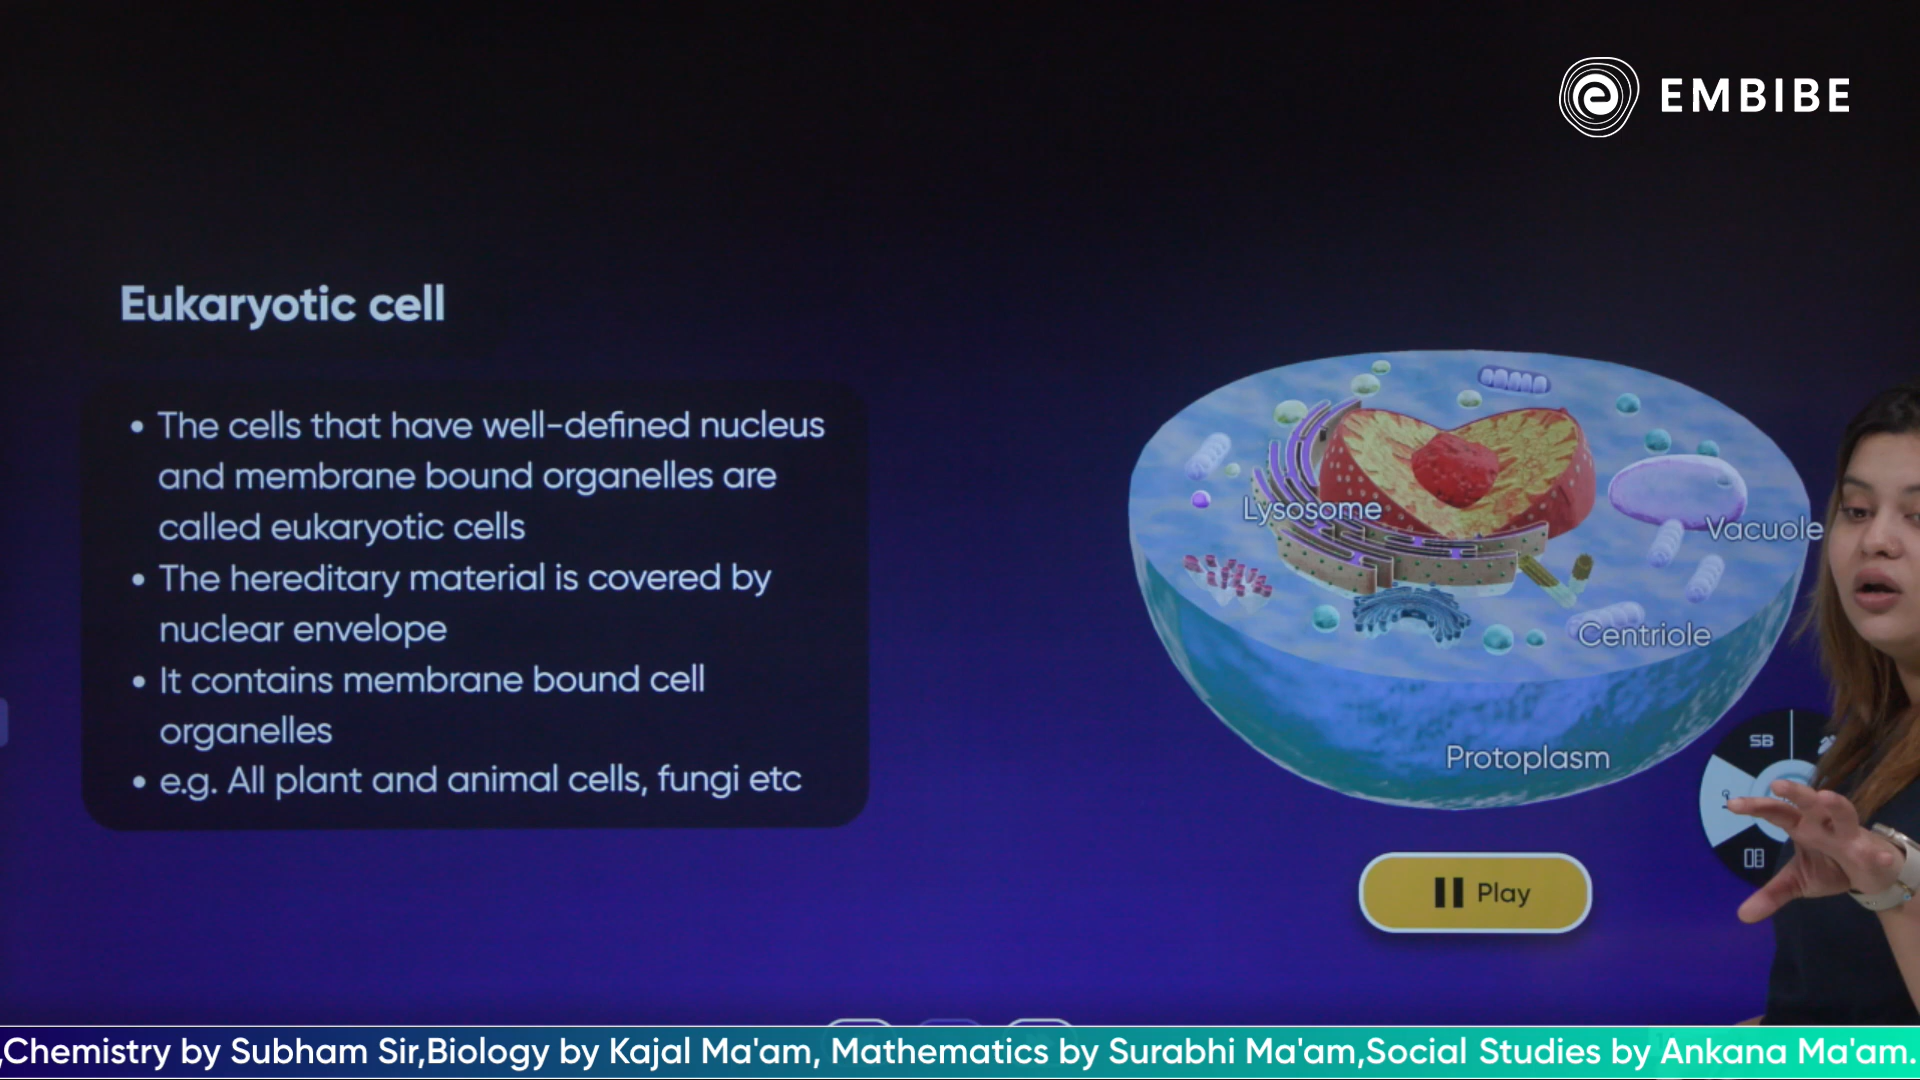 EMBIBE
Eukaryotic cell
• The cells that have well-defined nucleus
and membrane bound organelles are
called eukaryotic cells
• The hereditary material is covered by
nuclear envelope
• It contains membrane bound cell
organelles
• e.g. All plant and animal cells, fungi etc
Lysosome
Vacuole
Centriole
Protoplasm
SB
Play
,Chemistry by Subham Sir,Biology by Kajal Ma'am, Mathematics by Surabhi Ma'am,Social Studies by Ankana Ma'am.